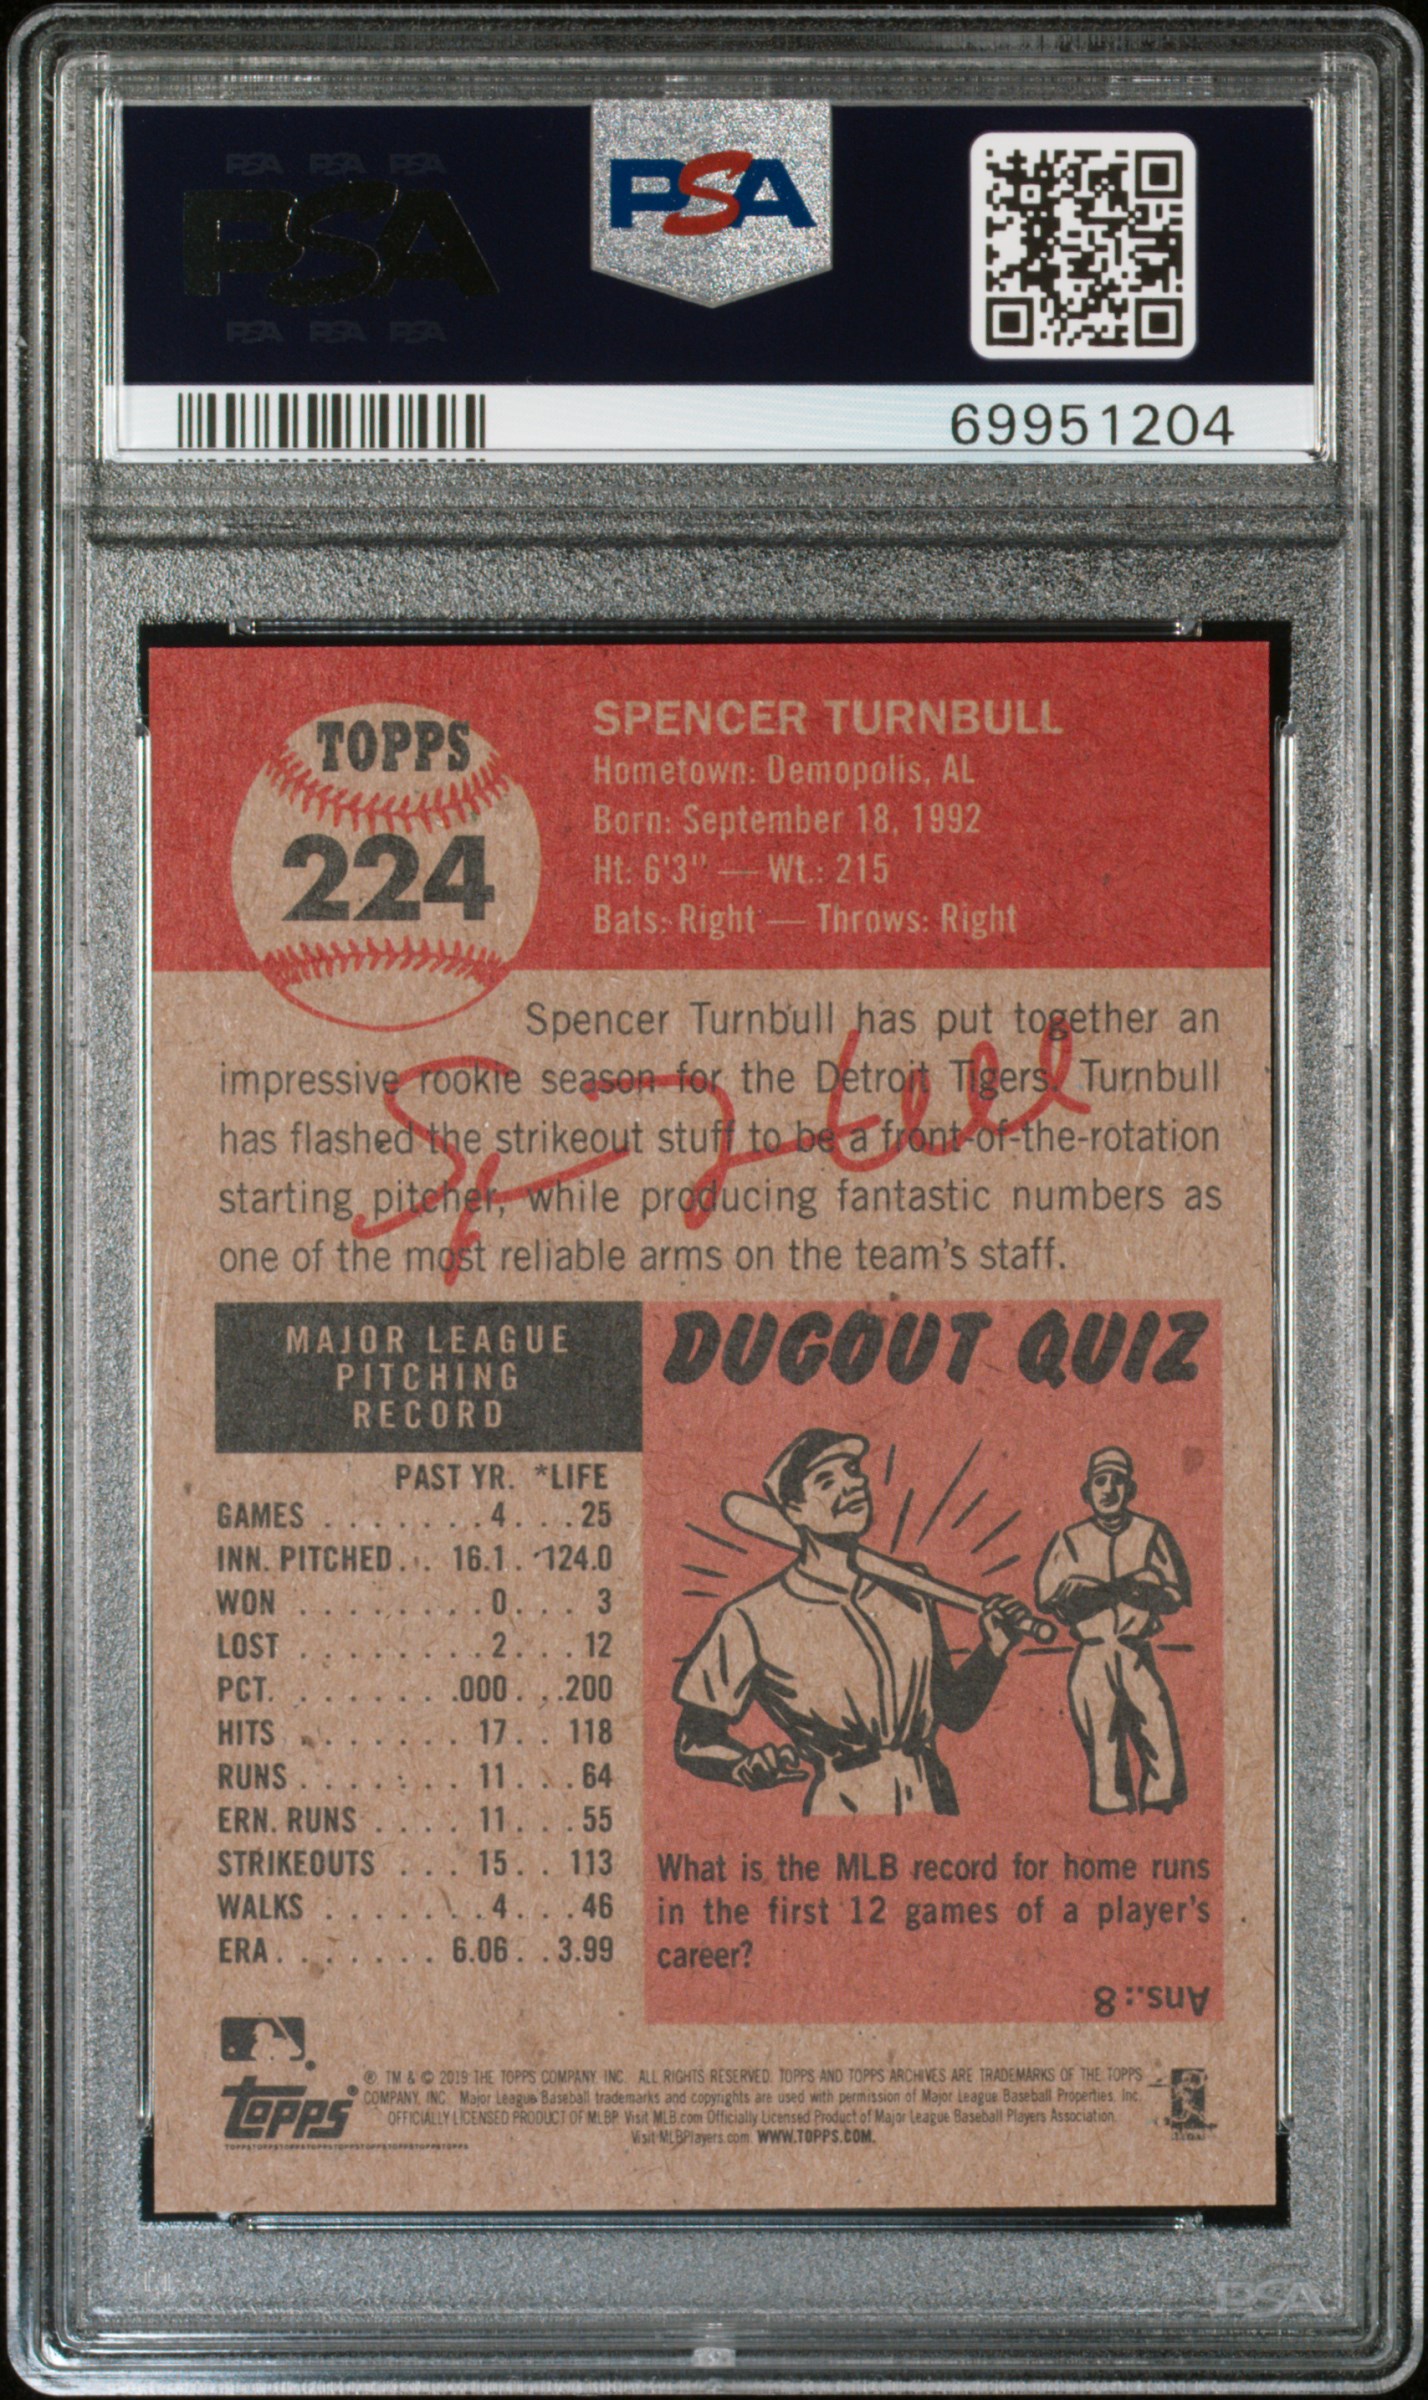 PSA PSA PSA
PSA
PSA PSA PSA
PSA
69951204
TOPPS
224
SPENCER TURNBULL
Hometown: Demopolis, AL
Born: September 18, 1992
Ht: 6'3" — Wt.: 215
Bats: Right — Throws: Right
Spencer Turnbull has put together an
impressive rookie season for the Detroit Tigers. Turnbull
has flashed the strikeout stuff to be a front-of-the-rotation
starting pitcher, while producing fantastic numbers as
one of the most reliable arms on the team's staff.
MAJOR LEAGUE
PITCHING
RECORD
PAST YR. *LIFE
GAMES . . . . . . . 4 . . . 25
INN. PITCHED . . 16.1 . 124.0
WON . . . . . . . . . 0 . . . 3
LOST . . . . . . . . 2 . . . 12
PCT. . . . . . . . .000 . . .200
HITS . . . . . . . . 17 . . 118
RUNS . . . . . . . 11 . . . 64
ERN. RUNS . . . . 11 . . . 55
STRIKEOUTS . . . 15 . . 113
WALKS . . . . . . . 4 . . . 46
ERA . . . . . . . 6.06 . . 3.99
DUGOUT QUIZ
What is the MLB record for home runs
in the first 12 games of a player's
career?
Ans.: 8
Topps
® TM & © 2019 THE TOPPS COMPANY, INC. ALL RIGHTS RESERVED. TOPPS AND TOPPS ARCHIVES ARE TRADEMARKS OF THE TOPPS
COMPANY, INC. Major League Baseball trademarks and copyrights are used with permission of Major League Baseball Properties, Inc.
OFFICIALLY LICENSED PRODUCT OF MLBP. Visit MLB.com Officially Licensed Product of Major League Baseball Players Association.
Visit MLBPlayers.com WWW.TOPPS.COM.
PSA